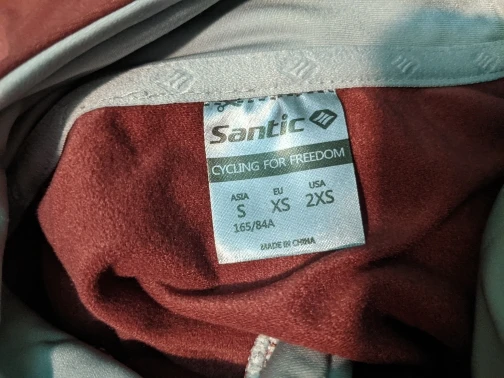 Santic
CYCLING FOR FREEDOM
ASIA EU USA
S XS 2XS
165/84A
MADE IN CHINA